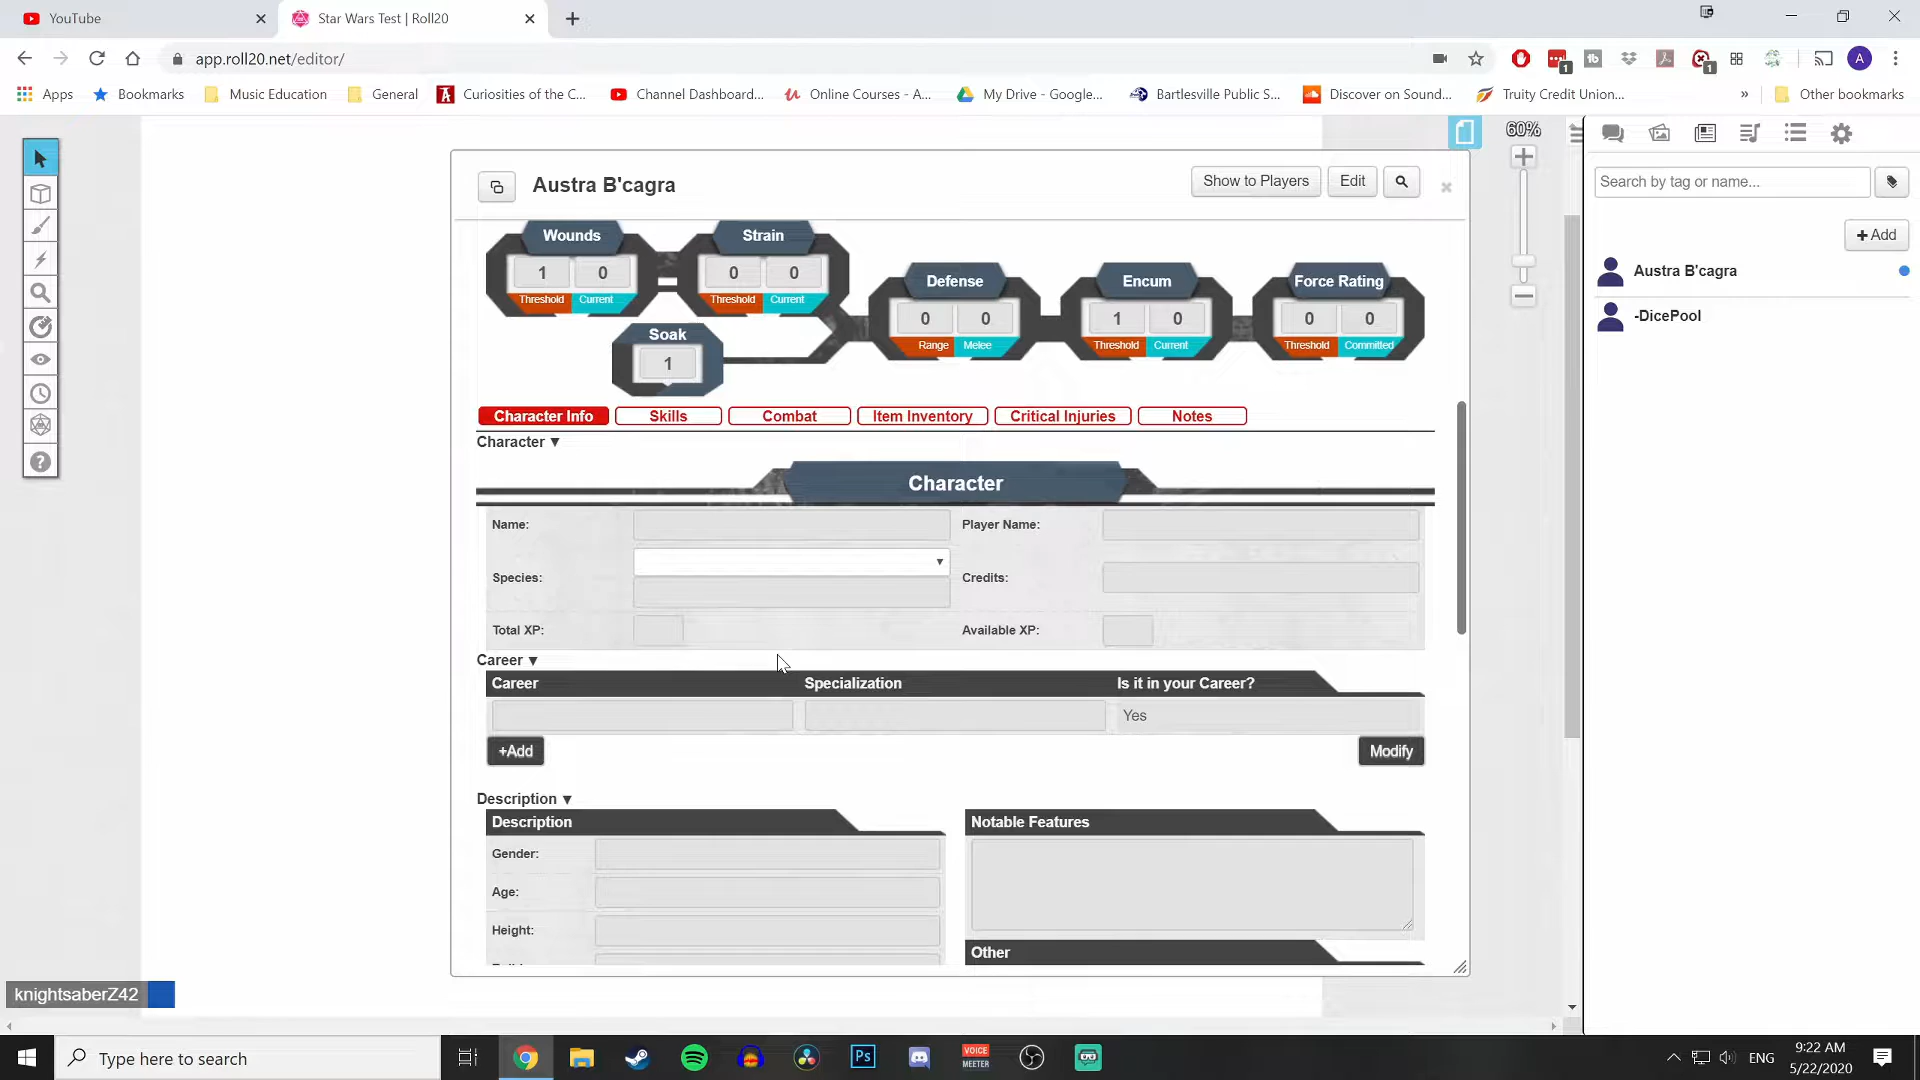 YouTube
Star Wars Test | Roll20
app.roll20.net/editor/
1
1
A
Apps
Bookmarks
Music Education
General
Curiosities of the C...
Channel Dashboard...
Online Courses - A...
My Drive - Google...
Bartlesville Public S...
Discover on Sound...
Truity Credit Union...
»
Other bookmarks
60%
Austra B'cagra
Show to Players
Edit
Search by tag or name...
+ Add
Austra B'cagra
-DicePool
Wounds
1 0
Threshold Current
Strain
0 0
Threshold Current
Soak
1
Defense
0 0
Range Melee
Encum
1 0
Threshold Current
Force Rating
0 0
Threshold Committed
Character Info
Skills
Combat
Item Inventory
Critical Injuries
Notes
Character ▼
Character
Name:
Player Name:
Species:
Credits:
Total XP:
Available XP:
Career ▼
Career
Specialization
Is it in your Career?
Yes
+Add
Modify
Description ▼
Description
Notable Features
Gender:
Age:
Height:
Other
knightsaberZ42
Type here to search
Ps
VOICE
MEETER
ENG
9:22 AM
5/22/2020